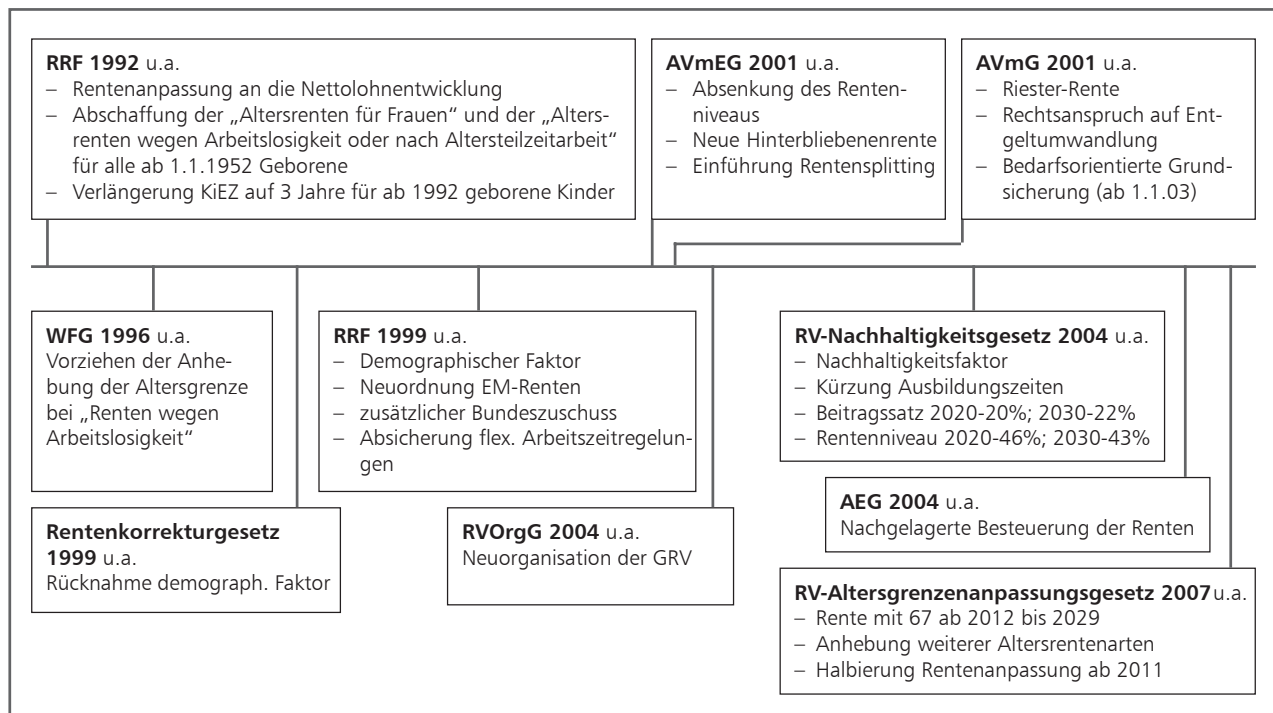 RRF 1992 u.a.
– Rentenanpassung an die Nettolohnentwicklung
– Abschaffung der „Altersrenten für Frauen“ und der „Alters-
renten wegen Arbeitslosigkeit oder nach Altersteilzeitarbeit“
für alle ab 1.1.1952 Geborene
– Verlängerung KiEZ auf 3 Jahre für ab 1992 geborene Kinder
AVmEG 2001 u.a.
– Absenkung des Renten-
niveaus
– Neue Hinterbliebenenrente
– Einführung Rentensplitting
AVmG 2001 u.a.
– Riester-Rente
– Rechtsanspruch auf Ent-
geltumwandlung
– Bedarfsorientierte Grund-
sicherung (ab 1.1.03)
WFG 1996 u.a.
Vorziehen der Anhe-
bung der Altersgrenze
bei „Renten wegen
Arbeitslosigkeit“
RRF 1999 u.a.
– Demographischer Faktor
– Neuordnung EM-Renten
– zusätzlicher Bundeszuschuss
– Absicherung flex. Arbeitszeitregelun-
gen
RV-Nachhaltigkeitsgesetz 2004 u.a.
– Nachhaltigkeitsfaktor
– Kürzung Ausbildungszeiten
– Beitragssatz 2020-20%; 2030-22%
– Rentenniveau 2020-46%; 2030-43%
Rentenkorrekturgesetz
1999 u.a.
Rücknahme demograph. Faktor
RVOrgG 2004 u.a.
Neuorganisation der GRV
AEG 2004 u.a.
Nachgelagerte Besteuerung der Renten
RV-Altersgrenzenanpassungsgesetz 2007 u.a.
– Rente mit 67 ab 2012 bis 2029
– Anhebung weiterer Altersrentenarten
– Halbierung Rentenanpassung ab 2011